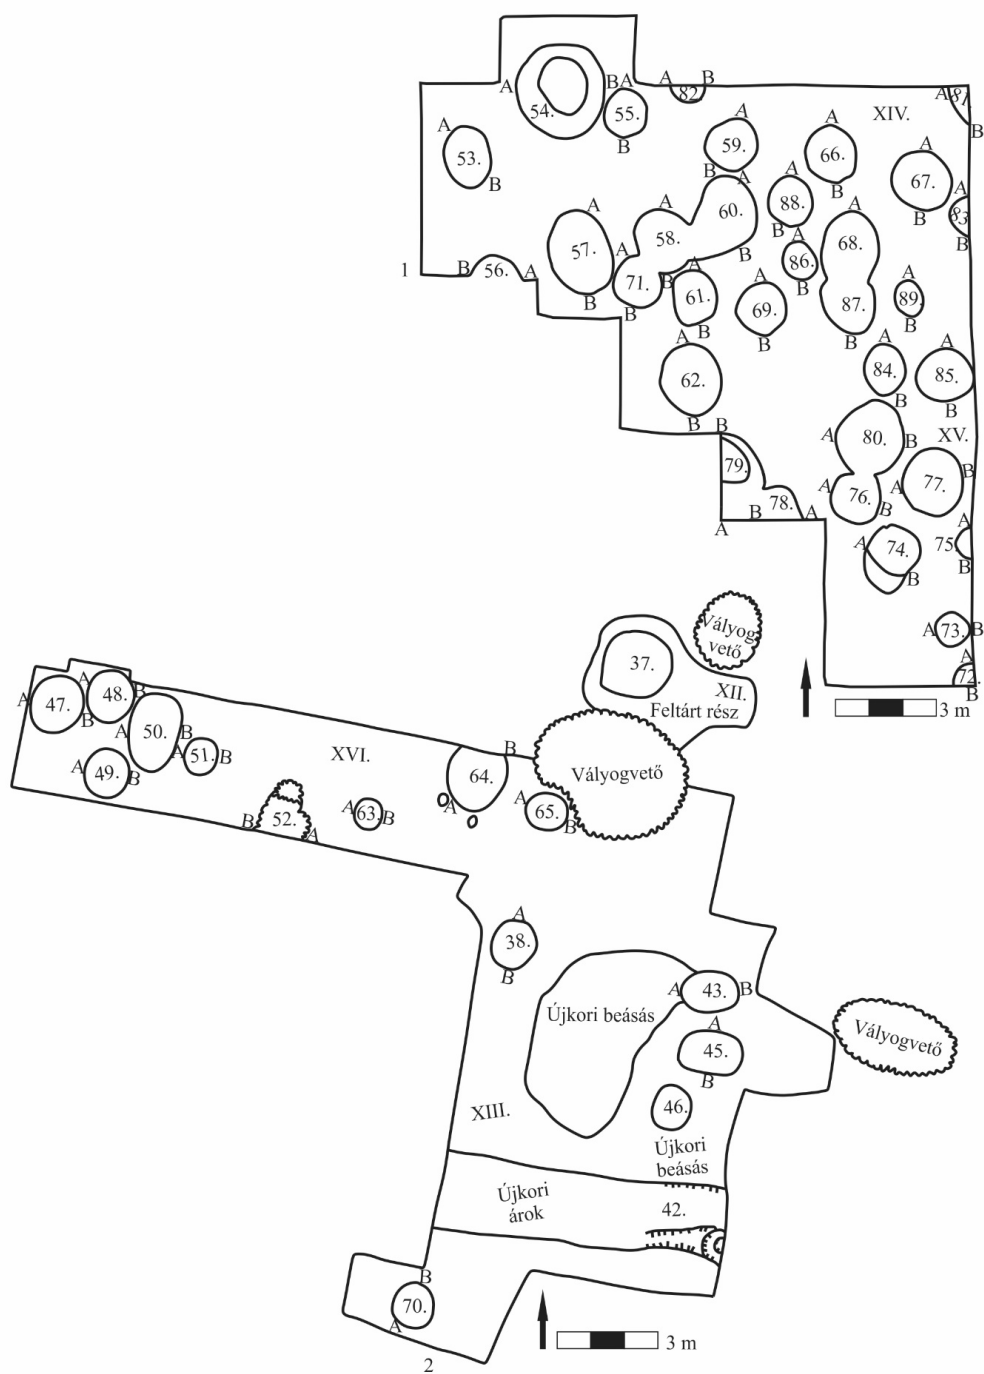 A
54.
B A
55.
B
A
82.
B
XIV.
A
81.
B
A
53.
B
A
59.
B
A
66.
B
A
67.
B
A
83.
B
A
88.
B
A
60.
B
A
58.
B
A
57.
B
A
71.
B
1
B
56.
A
A
61.
B
A
86.
B
A
68.
87.
B
A
69.
B
A
89.
B
A
62.
B
A
84.
B
A
85.
B
XV.
A
80.
B
A
76.
B
A
77.
B
B
79.
A
B
78.
A
A
74.
B
A
75.
B
A
73.
B
A
72.
B
3 m
Vályog
vető
37.
XII.
Feltárt rész
Vályogvető
A
47.
B
A
48.
B
A
50.
B
A
49.
B
A
51.
B
XVI.
B
52.
A
A
63.
B
B
64.
A
A
65.
B
A
38.
B
Újkori beásás
A
43.
B
A
45.
B
46.
Vályogvető
XIII.
Újkori
beásás
Újkori
árok
42.
B
70.
A
3 m
2